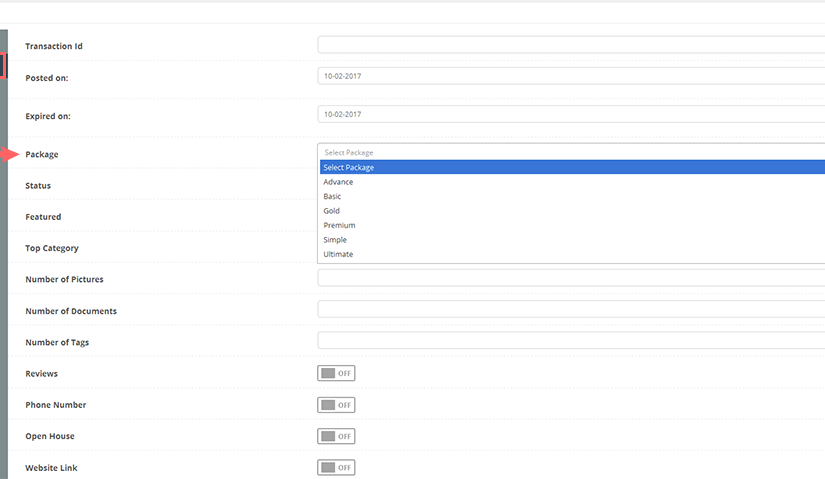 Transaction Id
Posted on:
10-02-2017
Expired on:
10-02-2017
Package
Select Package
Select Package
Advance
Basic
Gold
Premium
Simple
Ultimate
Status
Featured
Top Category
Number of Pictures
Number of Documents
Number of Tags
Reviews
OFF
Phone Number
OFF
Open House
OFF
Website Link
OFF